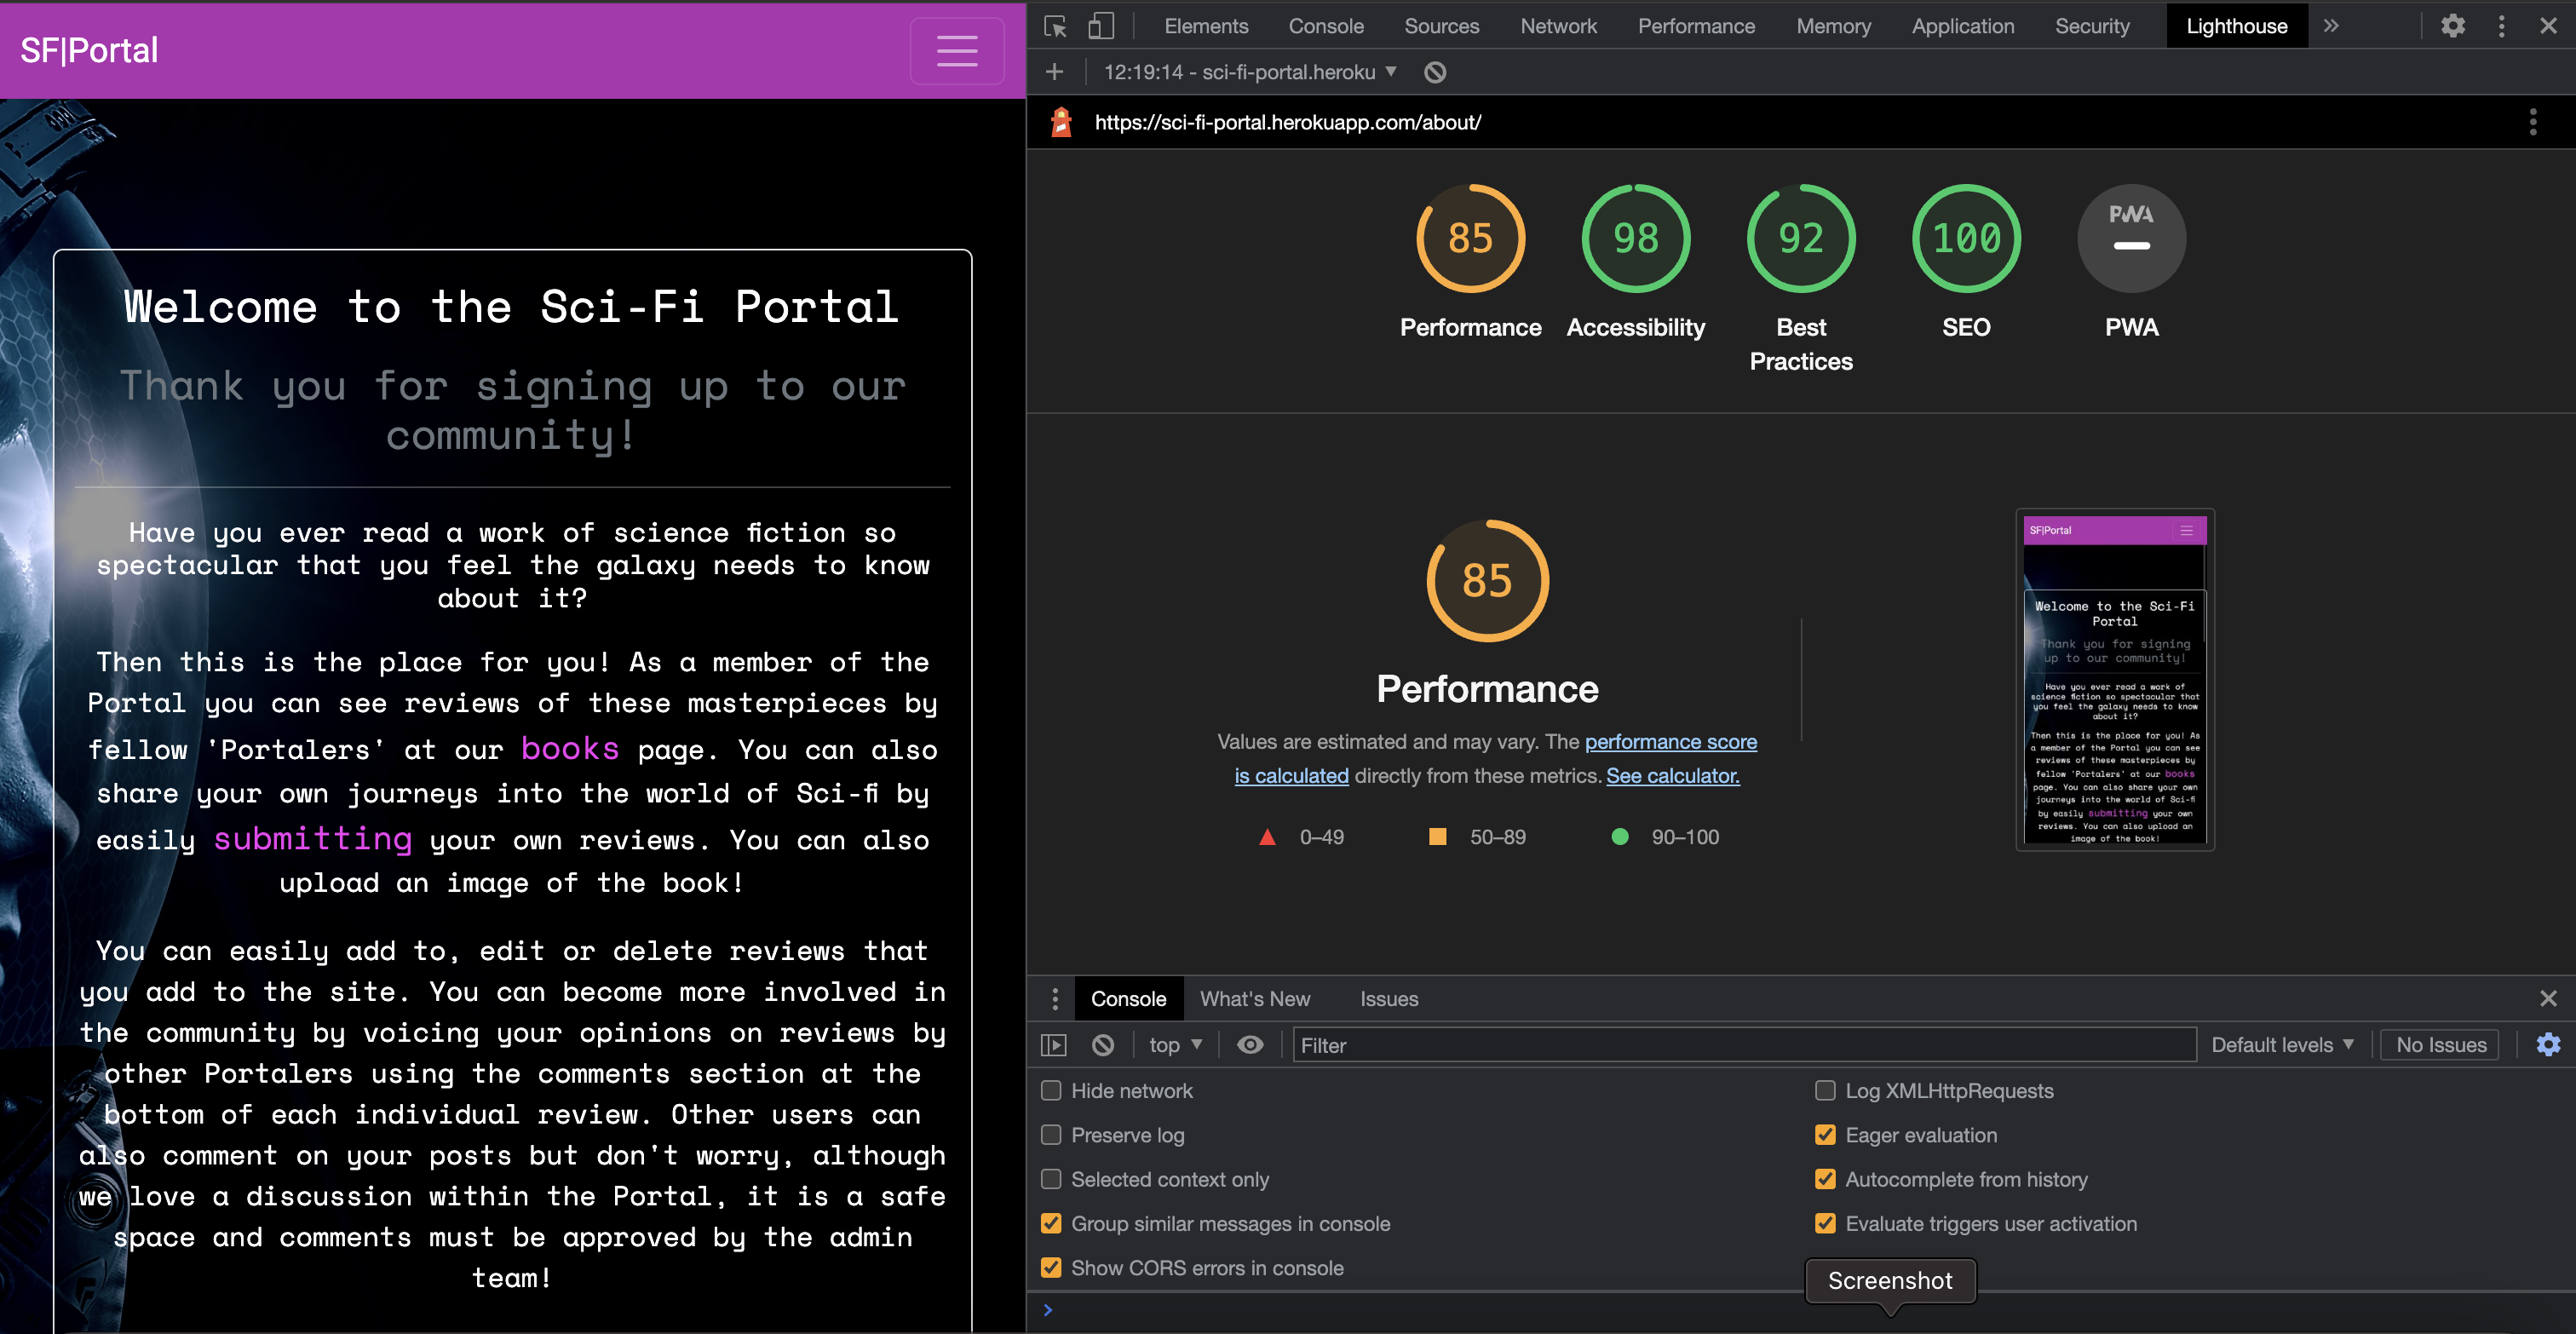 SF|Portal
Welcome to the Sci-Fi Portal
Thank you for signing up to our
community!
Have you ever read a work of science fiction so
spectacular that you feel the galaxy needs to know
about it?
Then this is the place for you! As a member of the
Portal you can see reviews of these masterpieces by
fellow 'Portalers' at our books page. You can also
share your own journeys into the world of Sci-fi by
easily submitting your own reviews. You can also
upload an image of the book!
You can easily add to, edit or delete reviews that
you add to the site. You can become more involved in
the community by voicing your opinions on reviews by
other Portalers using the comments section at the
bottom of each individual review. Other users can
also comment on your posts but don't worry, although
we love a discussion within the Portal, it is a safe
space and comments must be approved by the admin
team!
Elements Console Sources Network Performance Memory Application Security Lighthouse
12:19:14 - sci-fi-portal.heroku
https://sci-fi-portal.herokuapp.com/about/
85 98 92 100 PWA
Performance Accessibility Best Practices SEO PWA
85
Performance
Values are estimated and may vary. The performance score
is calculated directly from these metrics. See calculator.
0–49 50–89 90–100
SF|Portal
Welcome to the Sci-Fi
Portal
Thank you for signing
up to our community!
Have you ever read a work of
science fiction so spectacular that
you feel the galaxy needs to know
about it?
Then this is the place for you! As
a member of the Portal you can see
reviews of these masterpieces by
fellow 'Portalers' at our books
page. You can also share your own
journeys into the world of Sci-fi
by easily submitting your own
reviews. You can also upload an
image of the book!
Console What's New Issues
top Filter Default levels No Issues
Hide network Log XMLHttpRequests
Preserve log Eager evaluation
Selected context only Autocomplete from history
Group similar messages in console Evaluate triggers user activation
Show CORS errors in console
Screenshot